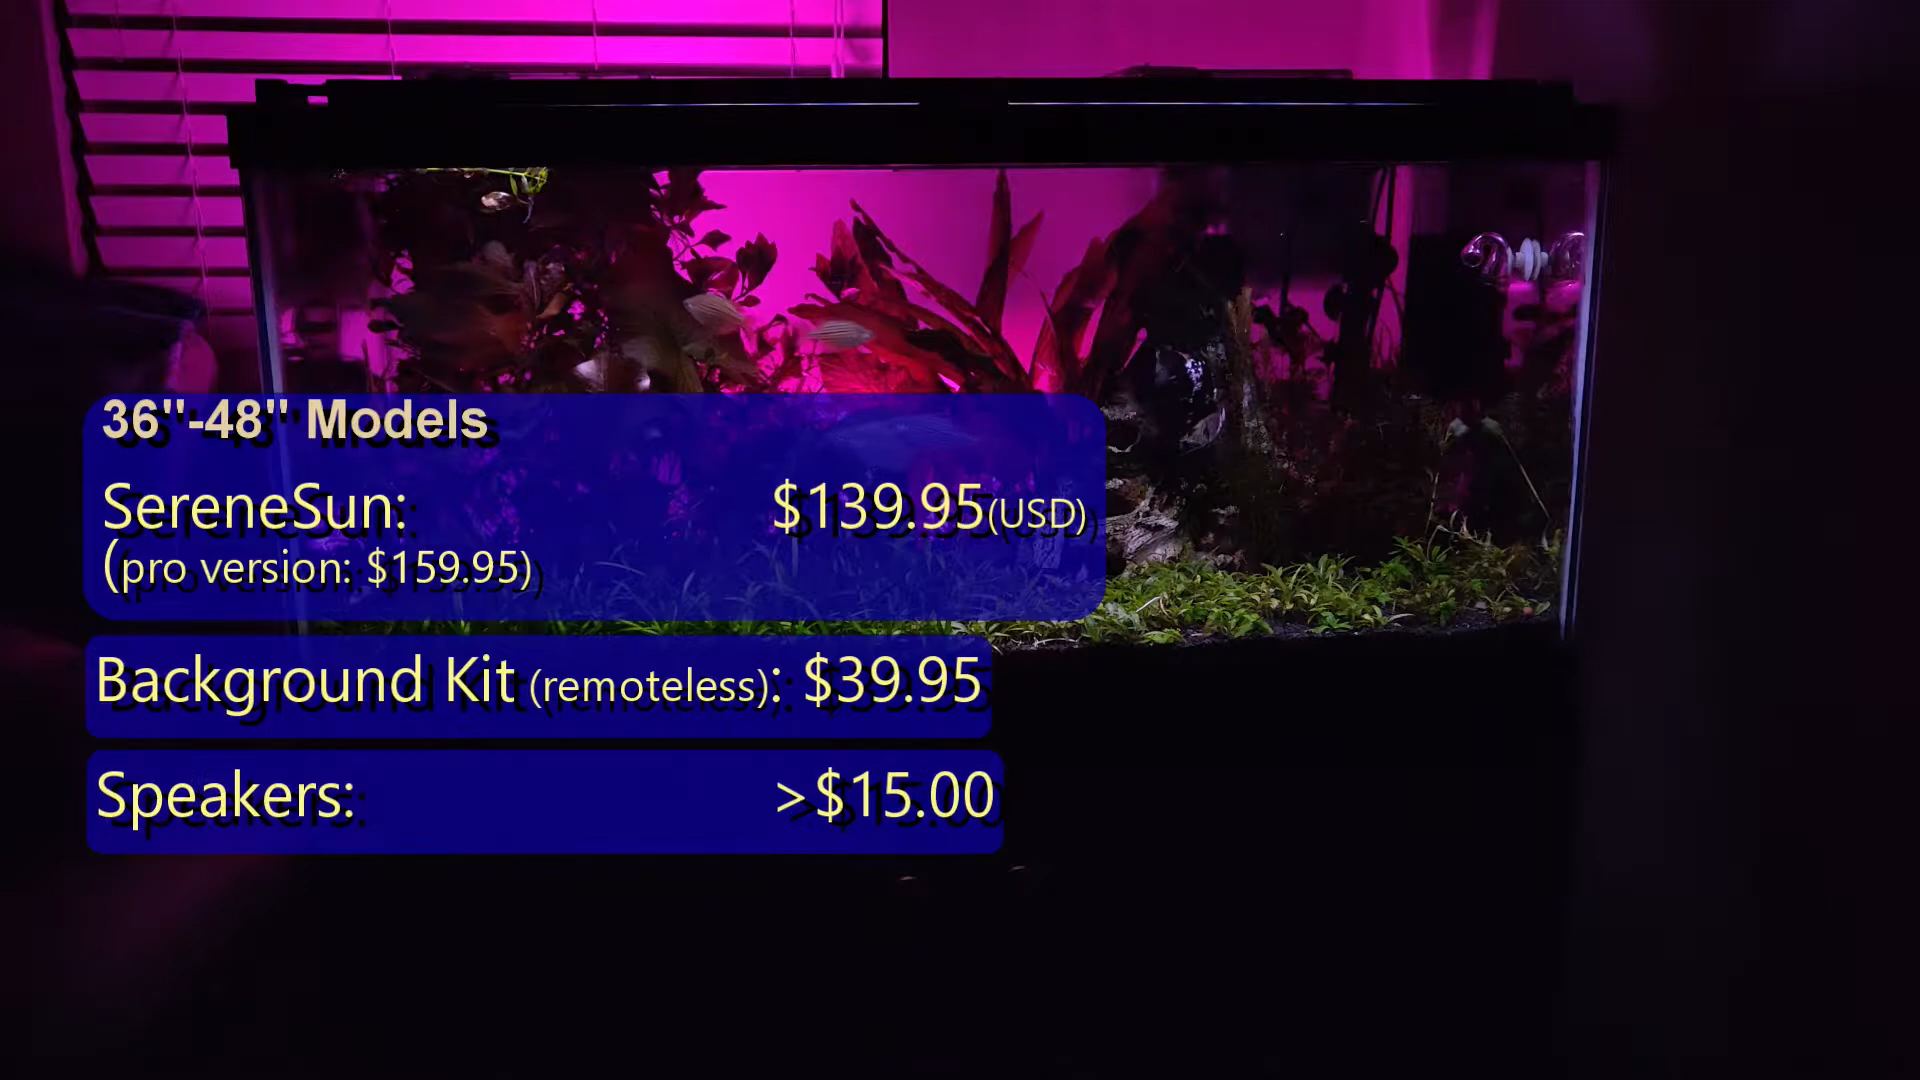 36"-48" Models
SereneSun: $139.95(USD)
(pro version: $159.95)
Background Kit (remoteless): $39.95
Speakers: >$15.00